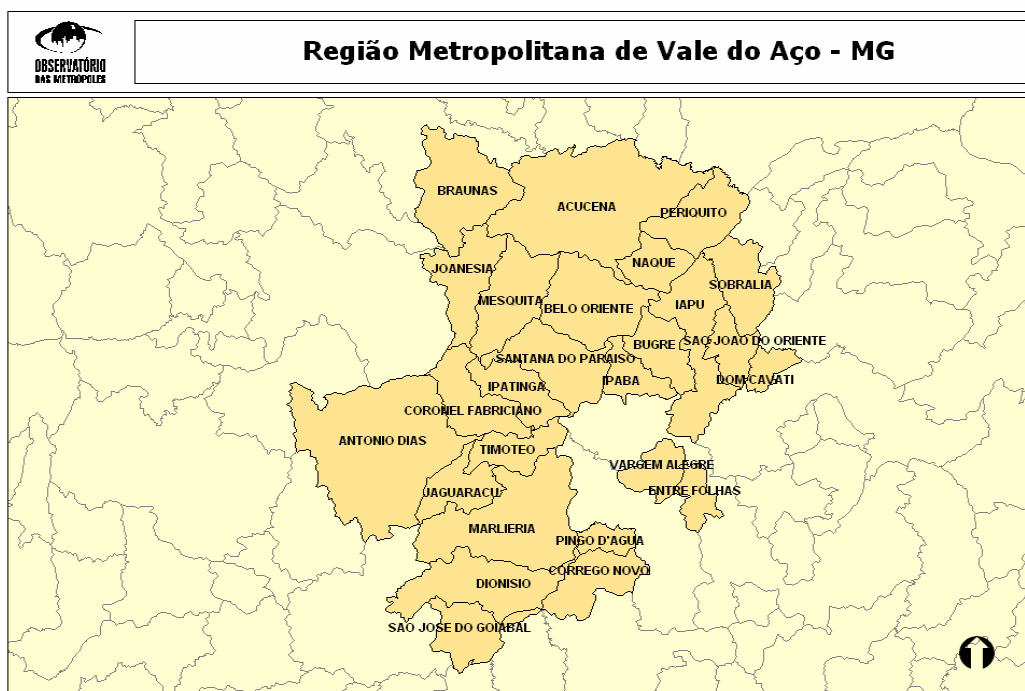 OBSERVATÓRIO
DAS METRÓPOLES
Região Metropolitana de Vale do Aço - MG
BRAUNAS
ACUCENA
PERIQUITO
JOANESIA
NAQUE
SOBRALIA
MESQUITA
BELO ORIENTE
IAPU
BUGRE
SAO JOAO DO ORIENTE
SANTANA DO PARAISO
IPATINGA
IPABA
DOM CAVATI
CORONEL FABRICIANO
ANTONIO DIAS
TIMOTEO
VARGEM ALEGRE
JAGUARACU
ENTRE FOLHAS
MARLIERIA
PINGO D'AGUA
CORREGO NOVO
DIONISIO
SAO JOSE DO GOIABAL